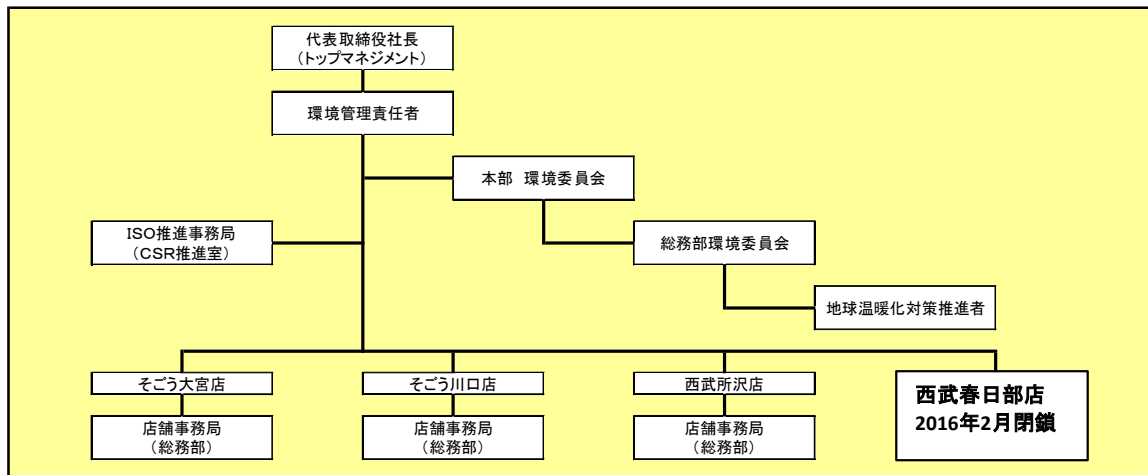 代表取締役社長
（トップマネジメント）
環境管理責任者
本部　環境委員会
ISO推進事務局
（CSR推進室）
総務部環境委員会
地球温暖化対策推進者
そごう大宮店
そごう川口店
西武所沢店
西武春日部店
2016年2月閉鎖
店舗事務局
（総務部）
店舗事務局
（総務部）
店舗事務局
（総務部）